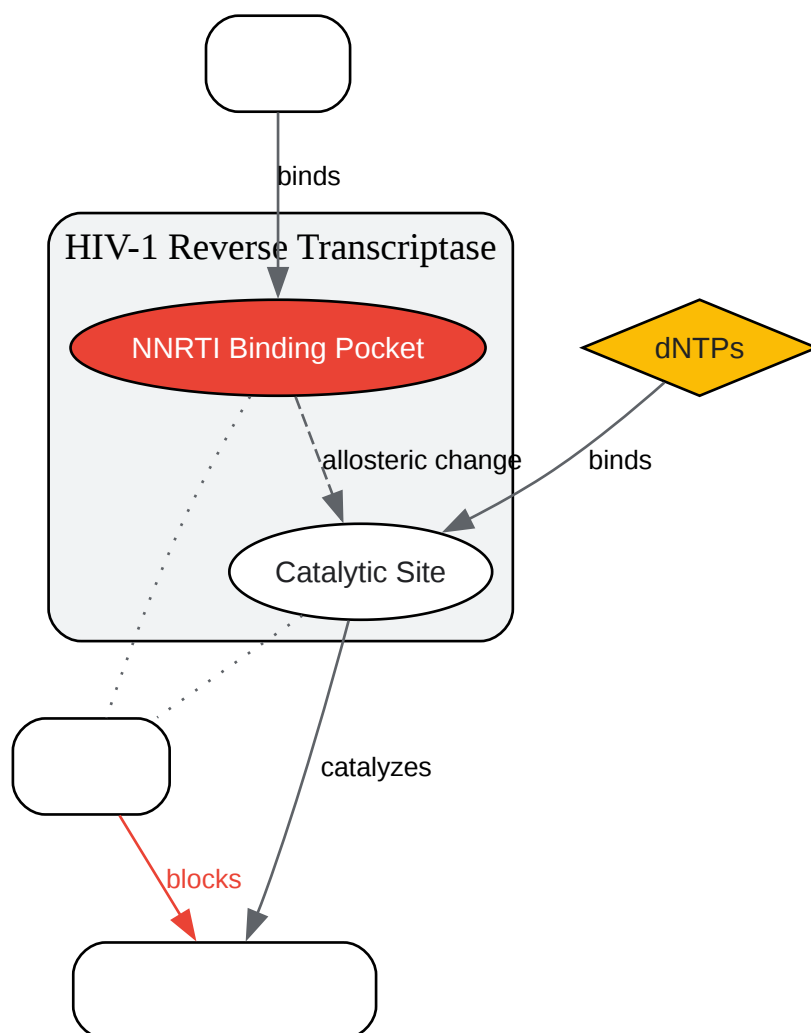 binds
HIV-1 Reverse Transcriptase
NNRTI Binding Pocket
dNTPs
allosteric change
binds
Catalytic Site
catalyzes
blocks